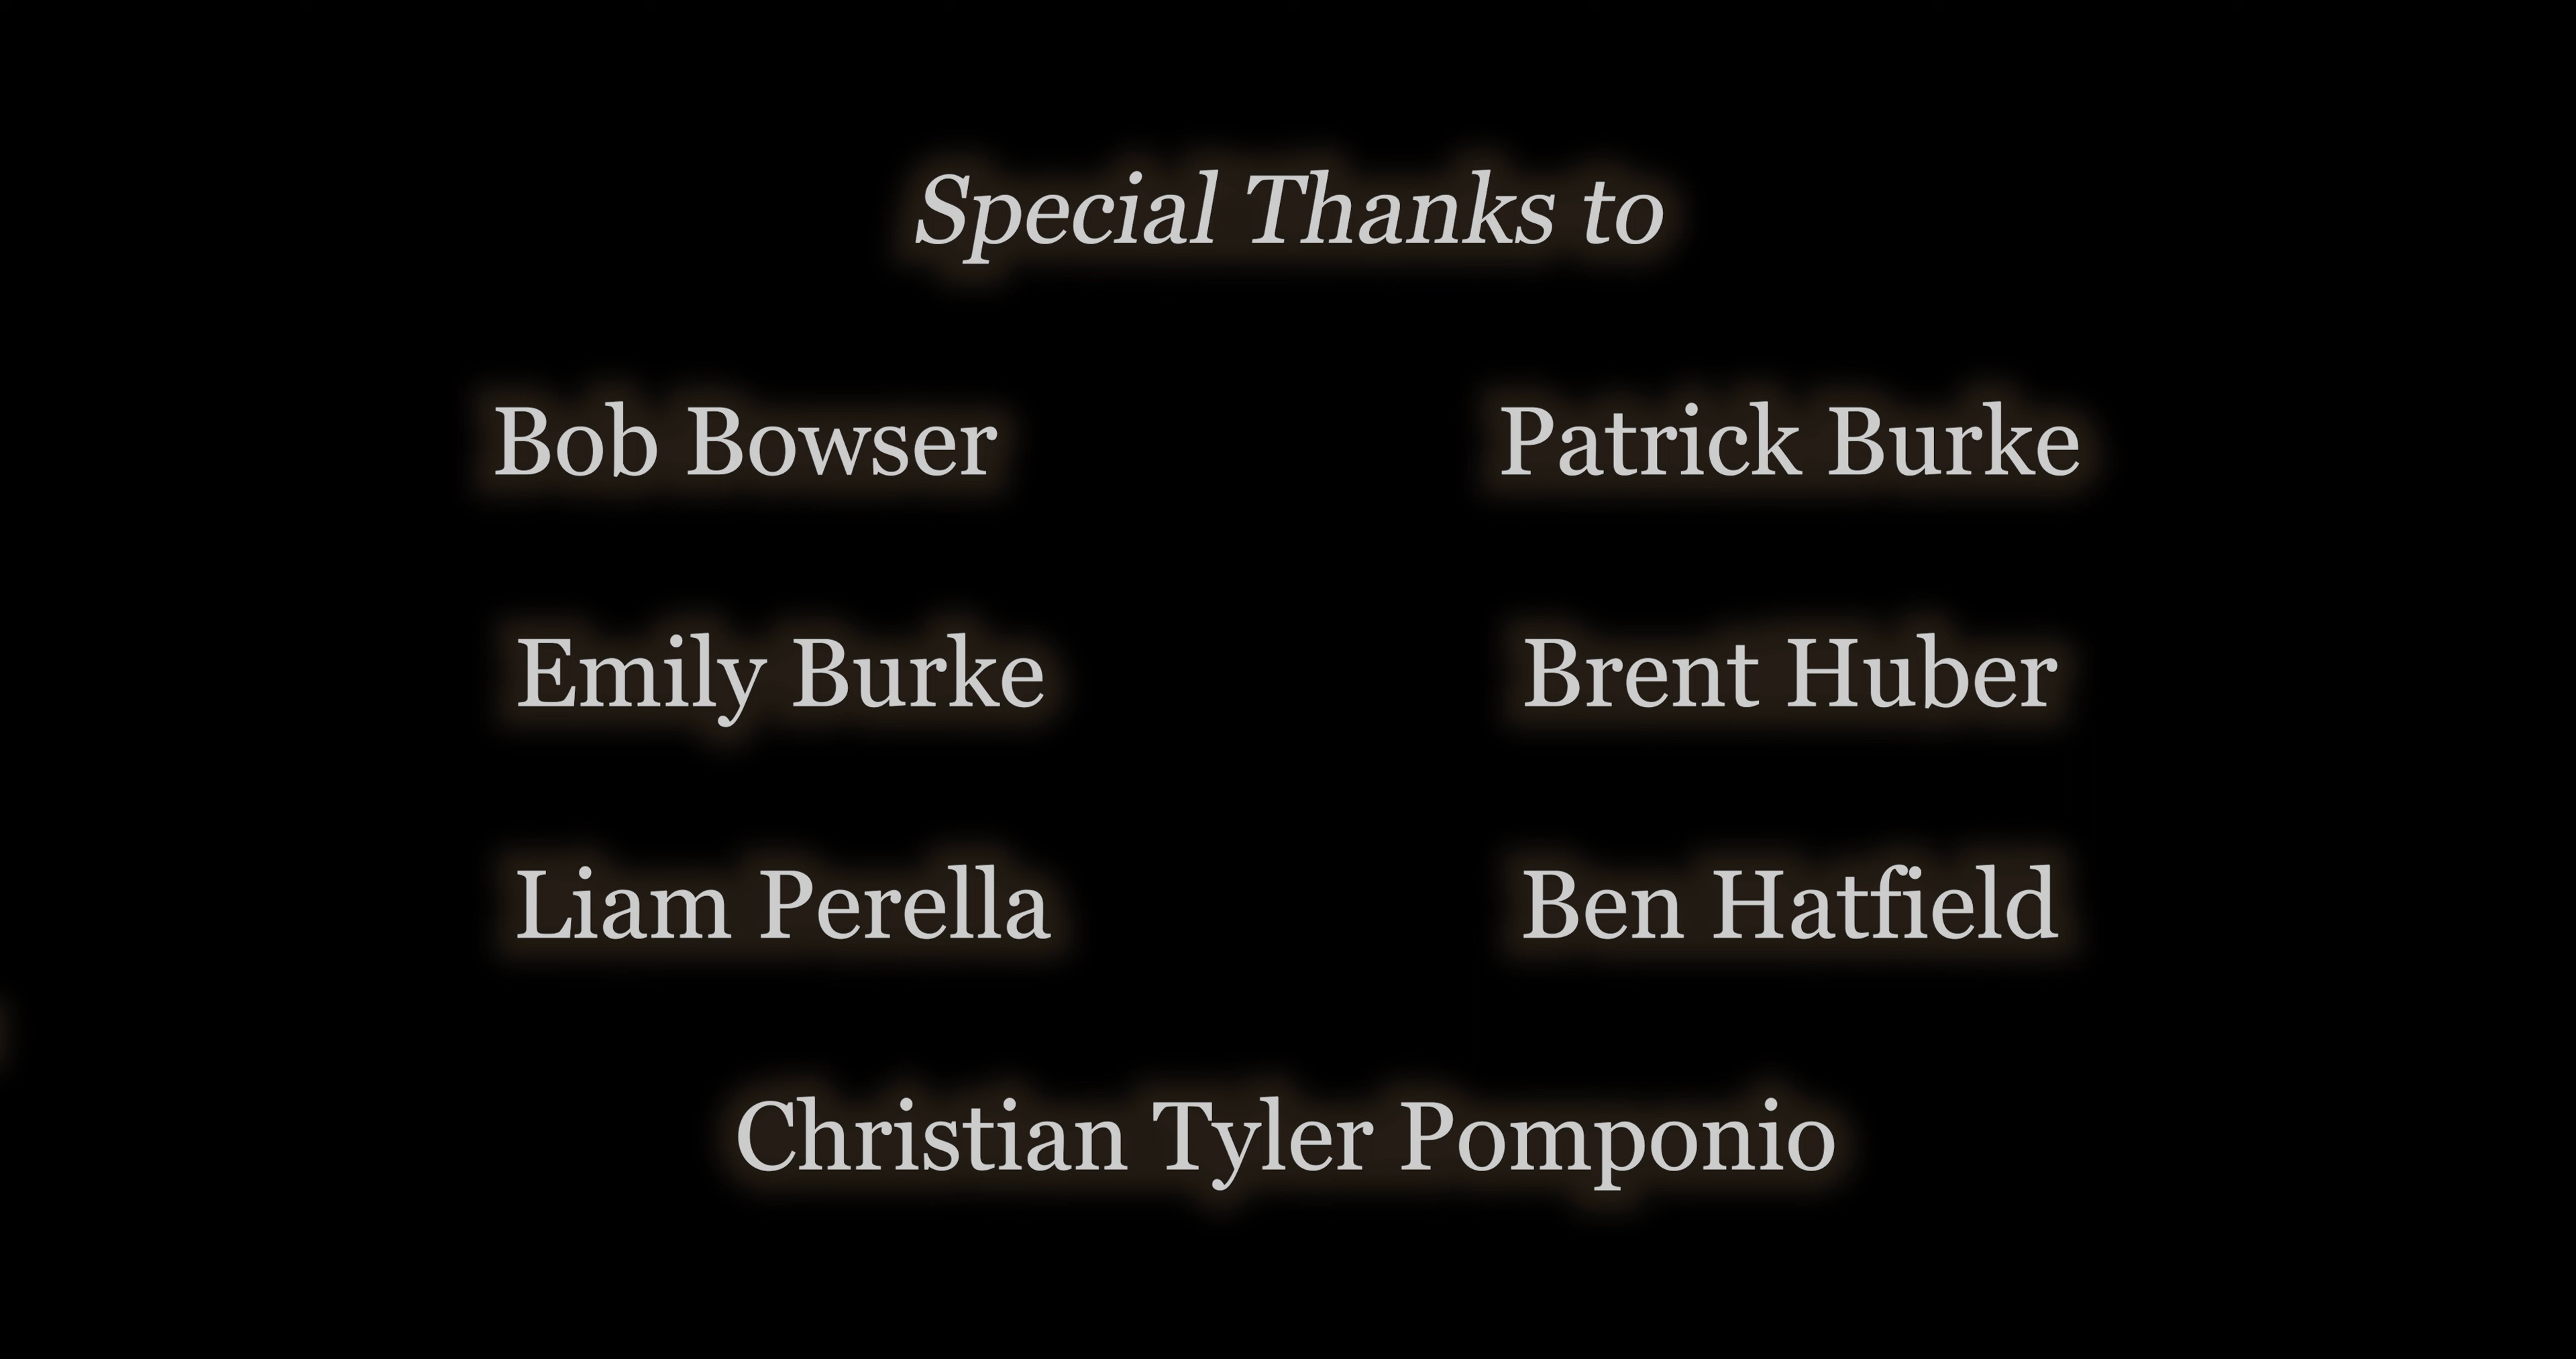 Special Thanks to
Bob Bowser Patrick Burke
Emily Burke Brent Huber
Liam Perella Ben Hatfield
Christian Tyler Pomponio